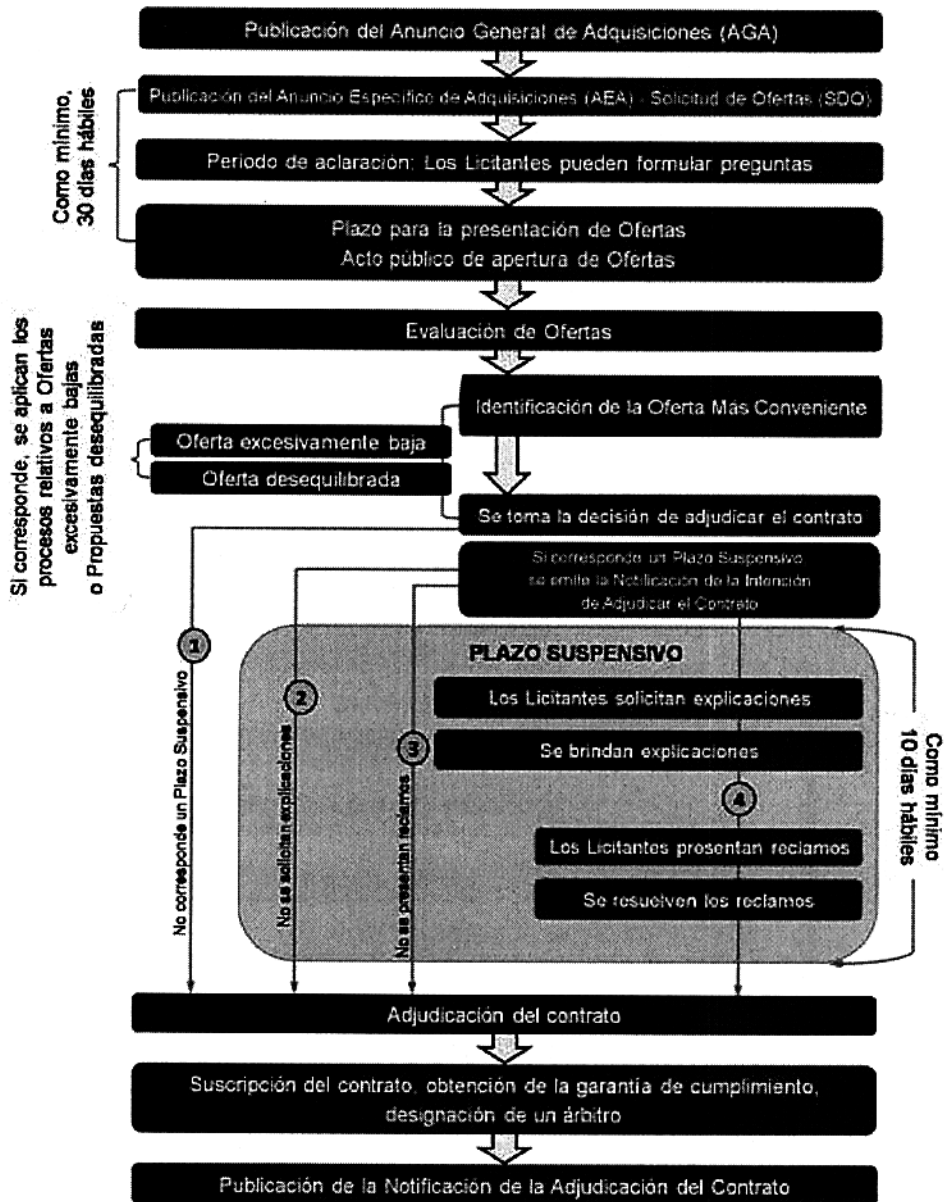 Publicación del Anuncio General de Adquisiciones (AGA)
Como mínimo,
30 días hábiles
Publicación del Anuncio Específico de Adquisiciones (AEA) - Solicitud de Ofertas (SDO)
Periodo de aclaración; Los Licitantes pueden formular preguntas
Plazo para la presentación de Ofertas
Acto público de apertura de Ofertas
Evaluación de Ofertas
Si corresponde, se aplican los
procesos relativos a Ofertas
excesivamente bajas
o Propuestas desequilibradas
Identificación de la Oferta Más Conveniente
Oferta excesivamente baja
Oferta desequilibrada
Se toma la decisión de adjudicar el contrato
Si corresponde un Plazo Suspensivo
se emite la Notificación de la Intención
de Adjudicar el Contrato
1
No corresponde un Plazo Suspensivo
2
No se solicitan explicaciones
3
No se presentan reclamos
PLAZO SUSPENSIVO
Los Licitantes solicitan explicaciones
Se brindan explicaciones
4
Los Licitantes presentan reclamos
Se resuelven los reclamos
Como mínimo
10 días hábiles
Adjudicación del contrato
Suscripción del contrato, obtención de la garantía de cumplimiento,
designación de un árbitro
Publicación de la Notificación de la Adjudicación del Contrato